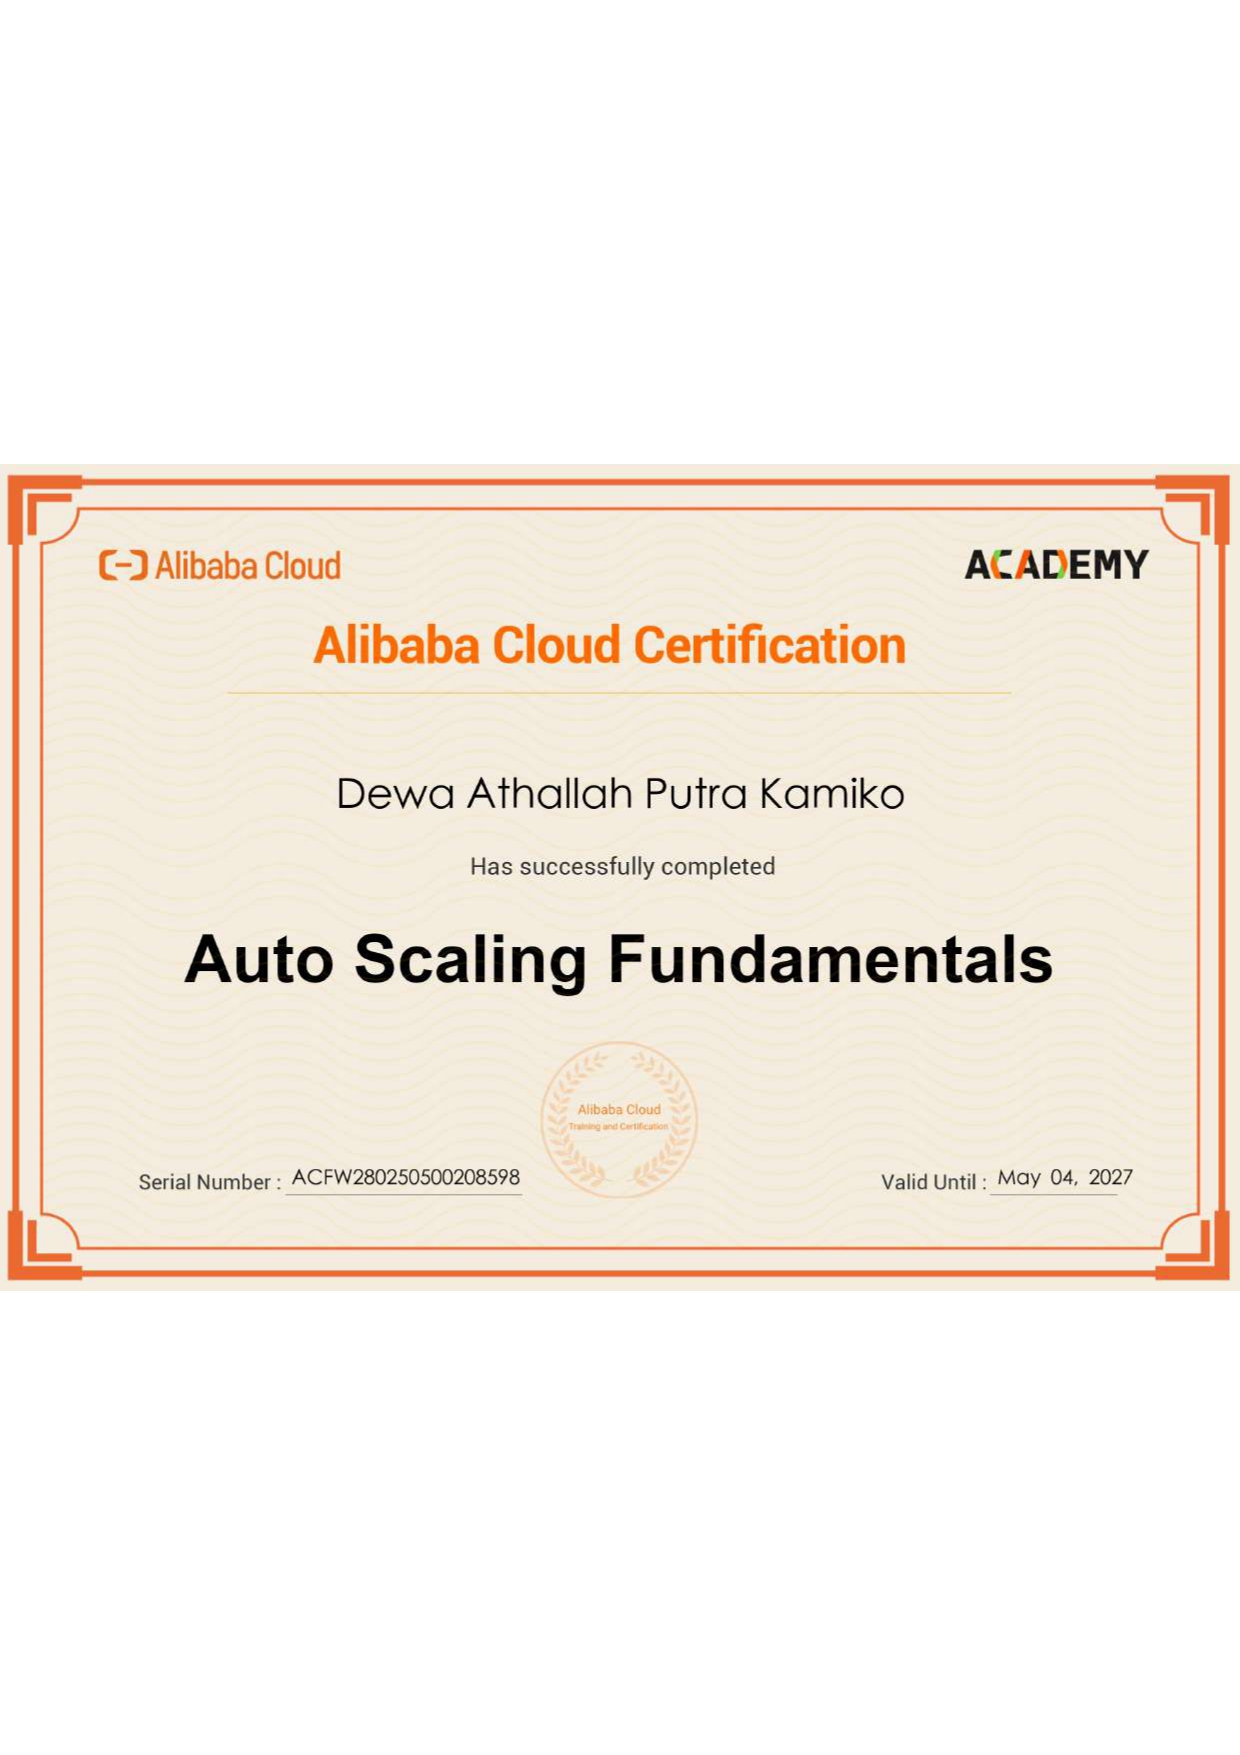 Alibaba Cloud
ACADEMY
Alibaba Cloud Certification
Dewa Athallah Putra Kamiko
Has successfully completed
Auto Scaling Fundamentals
Alibaba Cloud
Training and Certification
Serial Number : ACFW280250500208598
Valid Until : May 04, 2027